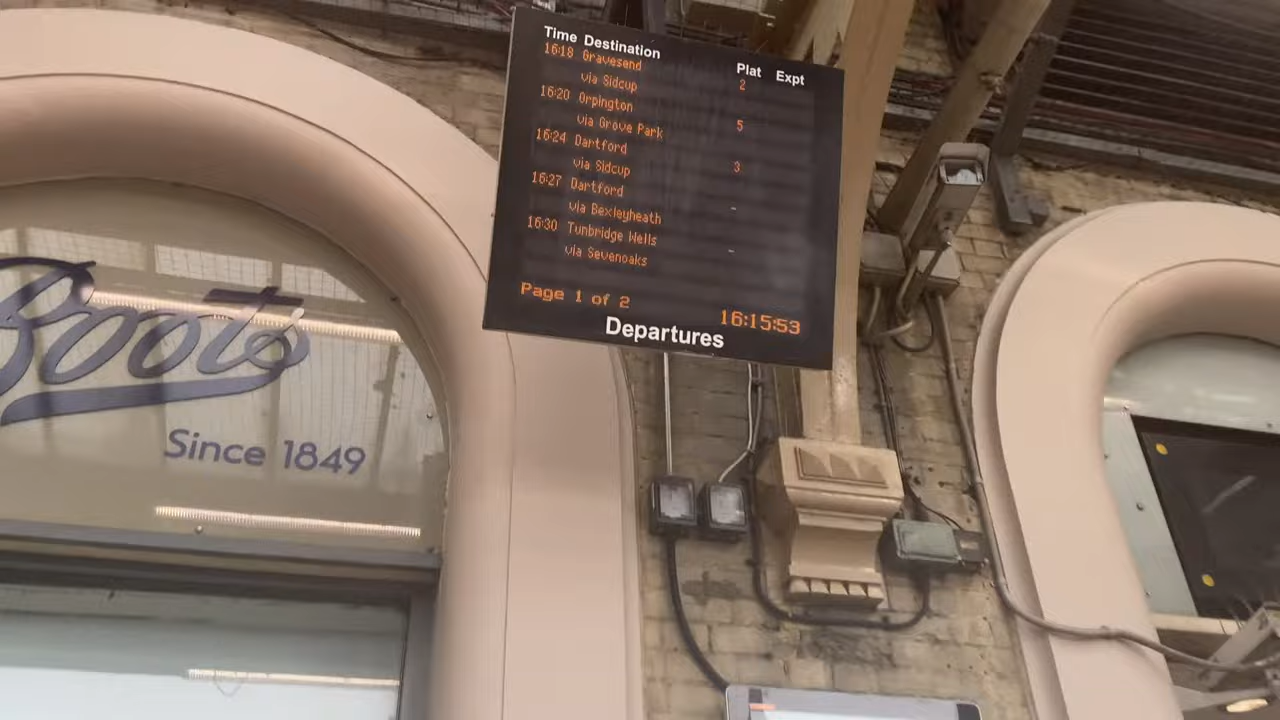 Time Destination Plat Expt
16:18 Gravesend 2
via Sidcup
16:20 Orpington 5
via Grove Park
16:24 Dartford 3
via Sidcup
16:27 Dartford -
via Bexleyheath
16:30 Tunbridge Wells -
via Sevenoaks
Page 1 of 2 16:15:53
Departures
Boots
Since 1849